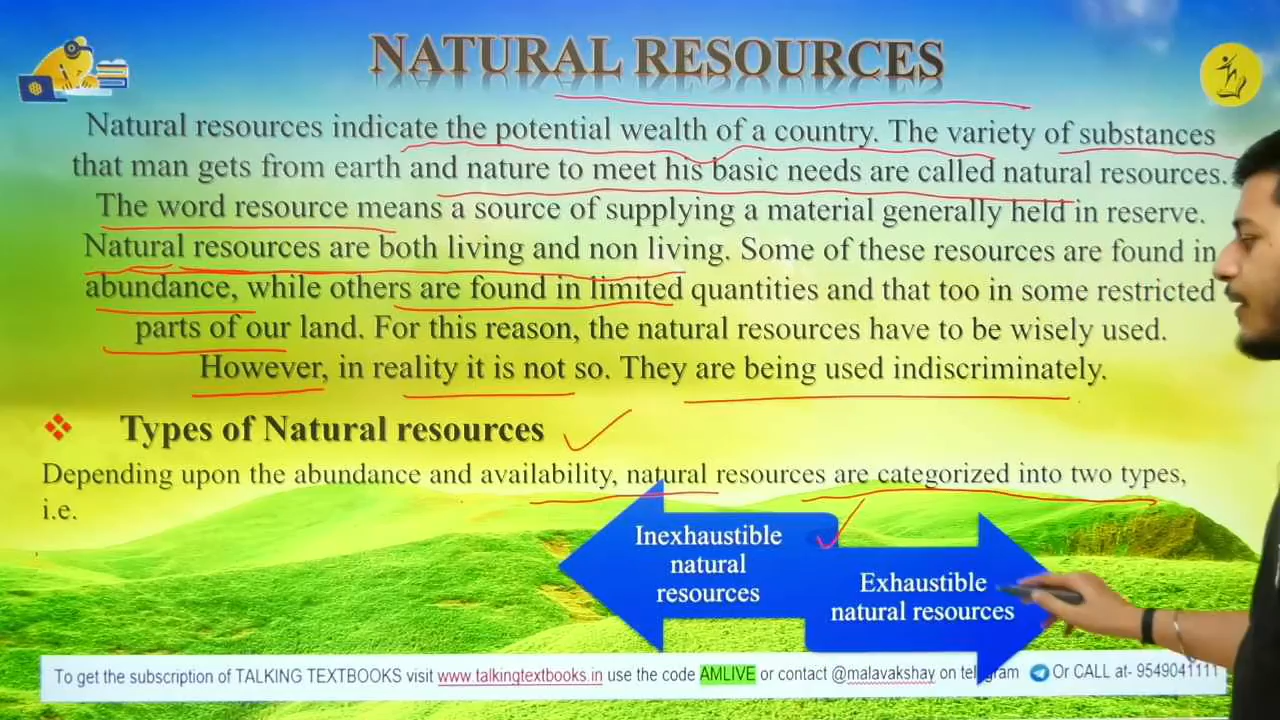 NATURAL RESOURCES
Natural resources indicate the potential wealth of a country. The variety of substances
that man gets from earth and nature to meet his basic needs are called natural resources.
The word resource means a source of supplying a material generally held in reserve.
Natural resources are both living and non living. Some of these resources are found in
abundance, while others are found in limited quantities and that too in some restricted
parts of our land. For this reason, the natural resources have to be wisely used.
However, in reality it is not so. They are being used indiscriminately.
❖ Types of Natural resources
Depending upon the abundance and availability, natural resources are categorized into two types,
i.e.
Inexhaustible
natural
resources
Exhaustible
natural resources
To get the subscription of TALKING TEXTBOOKS visit www.talkingtextbooks.in use the code AMLIVE or contact @malavakshay on telegram Or CALL at- 9549041111